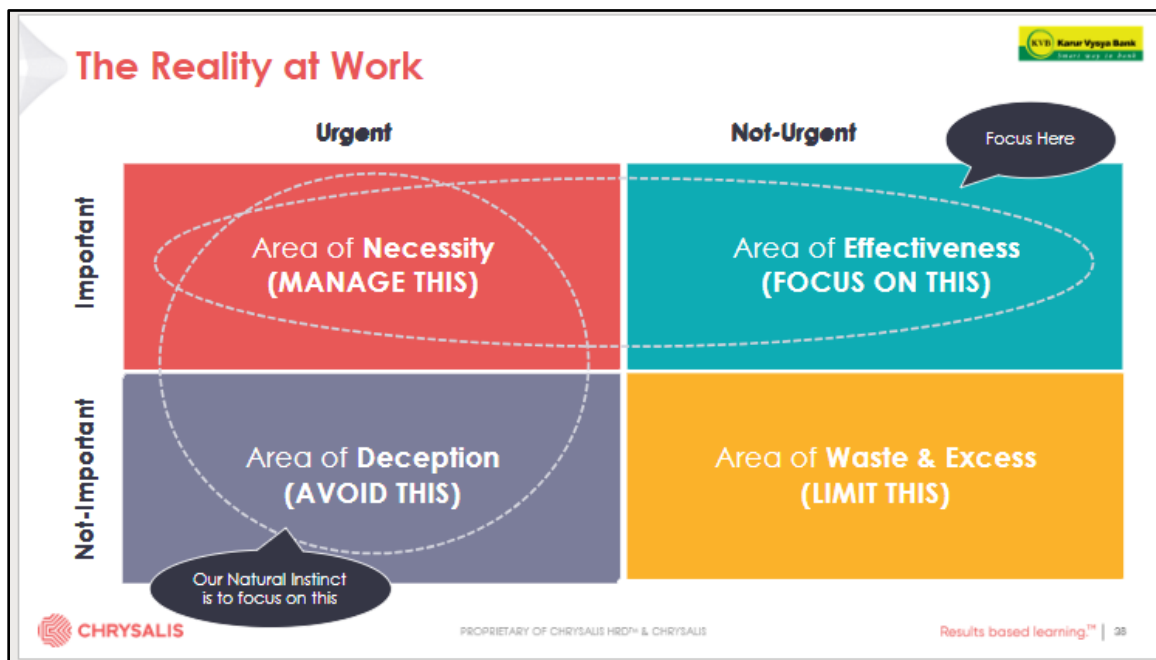 The Reality at Work
KVB Karur Vysya Bank
Smart way to bank
Urgent
Not-Urgent
Focus Here
Important
Area of Necessity
(MANAGE THIS)
Area of Effectiveness
(FOCUS ON THIS)
Not-Important
Area of Deception
(AVOID THIS)
Area of Waste & Excess
(LIMIT THIS)
Our Natural Instinct
is to focus on this
CHRYSALIS
PROPRIETARY OF CHRYSALIS HRD™ & CHRYSALIS
Results based learning.™ | 38